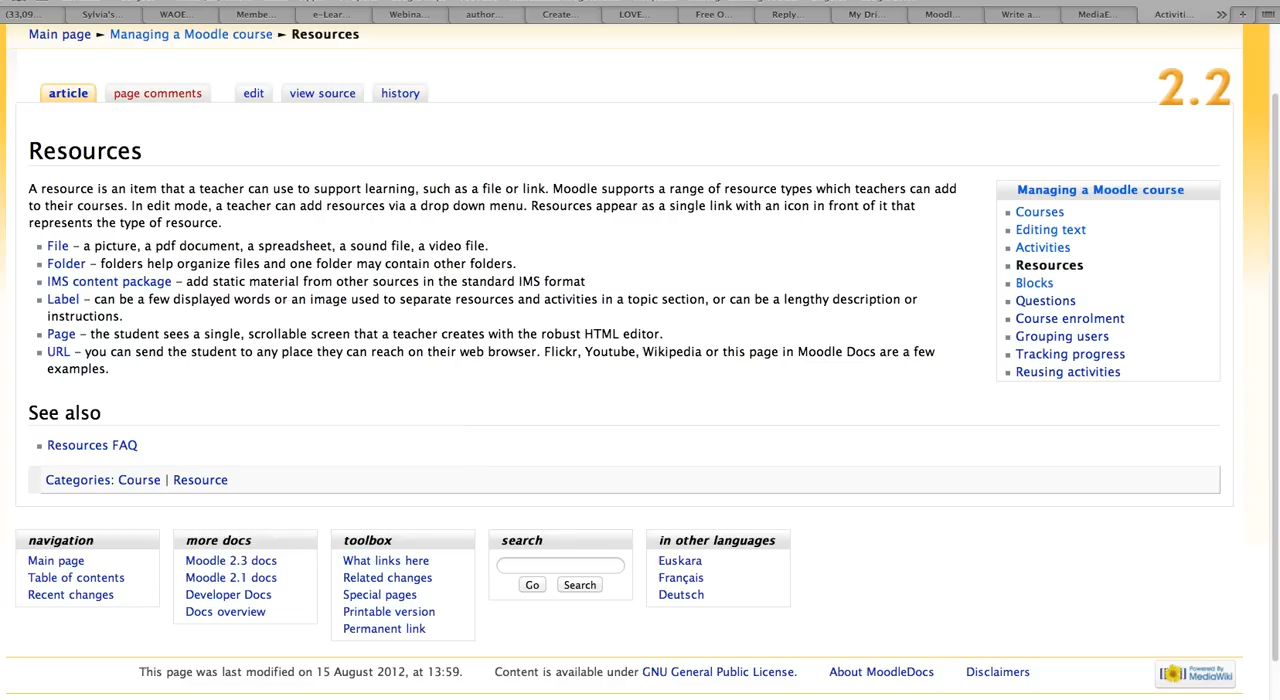 (33,09... Sylvia's... WAOE... Membe... e-Lear... Webina... author... Create... LOVE... Free O... Reply... My Dri... Moodl... Write a... MediaE... Activiti... >> +
Main page ► Managing a Moodle course ► Resources
article page comments edit view source history
2.2
Resources
A resource is an item that a teacher can use to support learning, such as a file or link. Moodle supports a range of resource types which teachers can add
to their courses. In edit mode, a teacher can add resources via a drop down menu. Resources appear as a single link with an icon in front of it that
represents the type of resource.
File – a picture, a pdf document, a spreadsheet, a sound file, a video file.
Folder – folders help organize files and one folder may contain other folders.
IMS content package – add static material from other sources in the standard IMS format
Label – can be a few displayed words or an image used to separate resources and activities in a topic section, or can be a lengthy description or
instructions.
Page – the student sees a single, scrollable screen that a teacher creates with the robust HTML editor.
URL – you can send the student to any place they can reach on their web browser. Flickr, Youtube, Wikipedia or this page in Moodle Docs are a few
examples.
Managing a Moodle course
Courses
Editing text
Activities
Resources
Blocks
Questions
Course enrolment
Grouping users
Tracking progress
Reusing activities
See also
Resources FAQ
Categories: Course | Resource
navigation
Main page
Table of contents
Recent changes
more docs
Moodle 2.3 docs
Moodle 2.1 docs
Developer Docs
Docs overview
toolbox
What links here
Related changes
Special pages
Printable version
Permanent link
search
Go Search
in other languages
Euskara
Français
Deutsch
This page was last modified on 15 August 2012, at 13:59. Content is available under GNU General Public License. About MoodleDocs Disclaimers
Powered By
MediaWiki